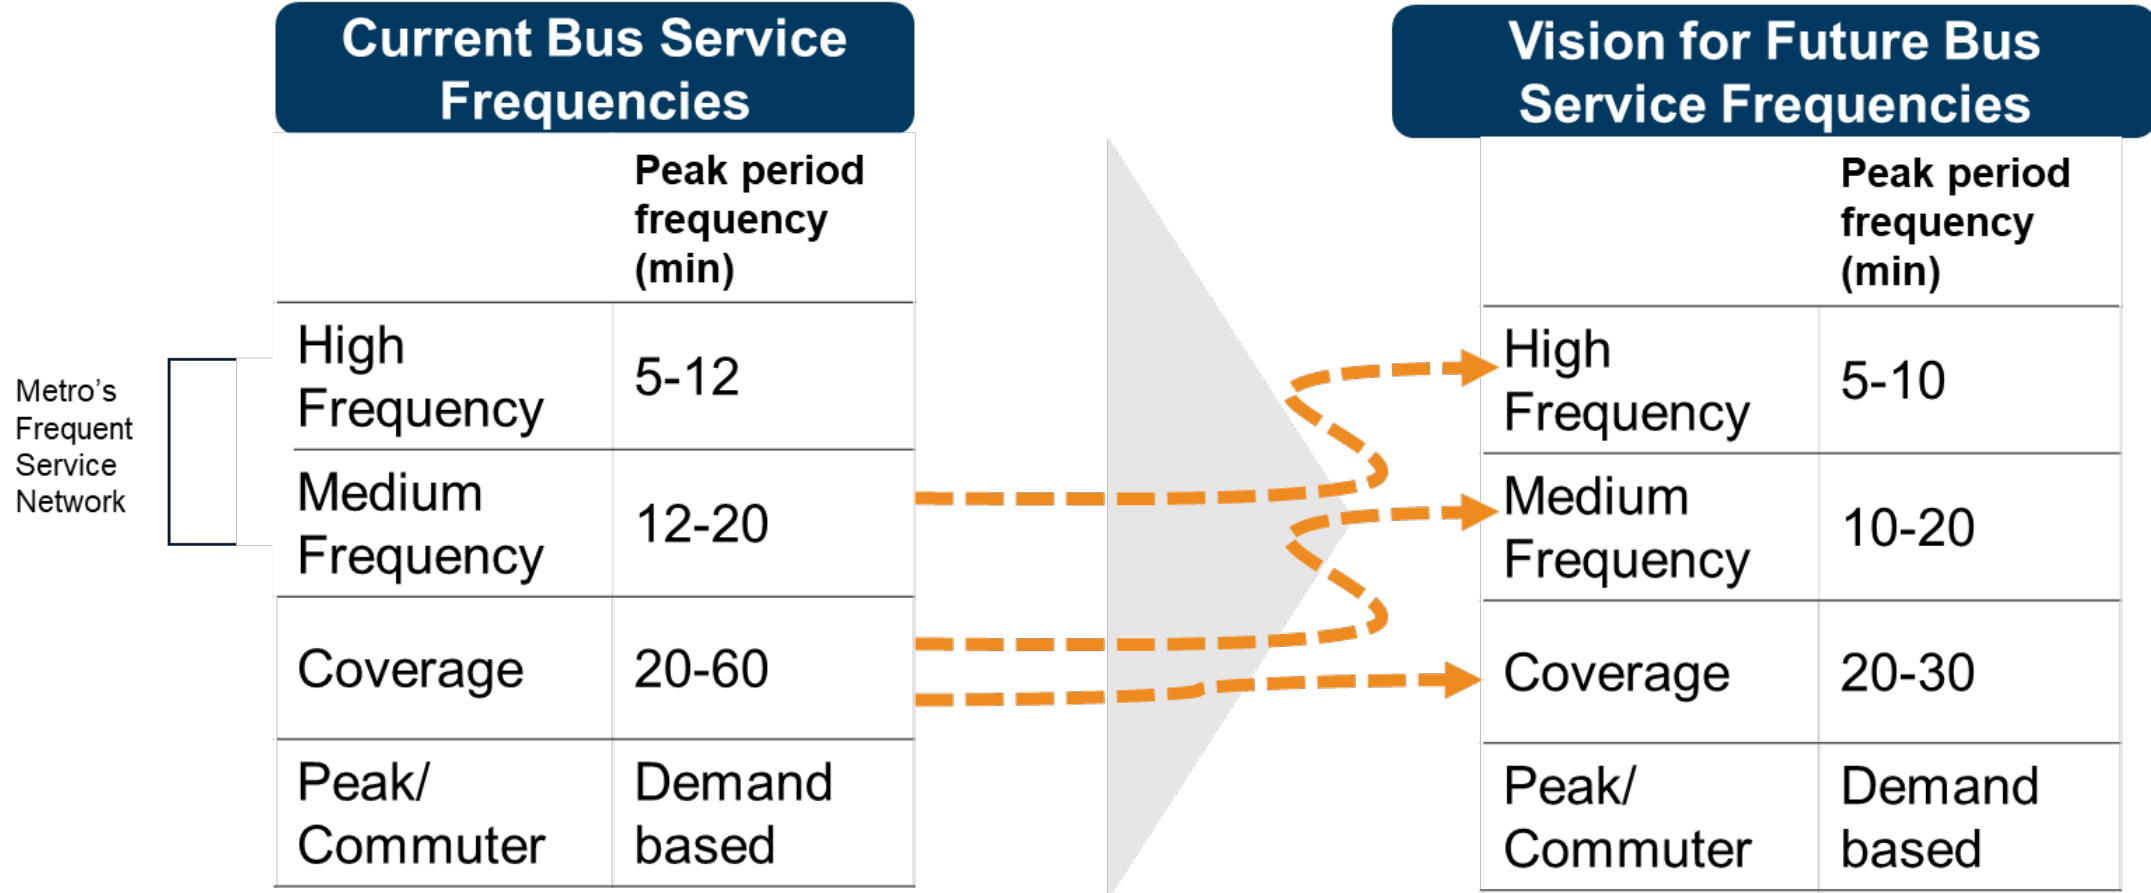 Current Bus Service
Frequencies
Peak period
frequency
(min)
Metro's
Frequent
Service
Network
High
Frequency
5-12
Medium
Frequency
12-20
Coverage
20-60
Peak/
Commuter
Demand
based
Vision for Future Bus
Service Frequencies
Peak period
frequency
(min)
High
Frequency
5-10
Medium
Frequency
10-20
Coverage
20-30
Peak/
Commuter
Demand
based